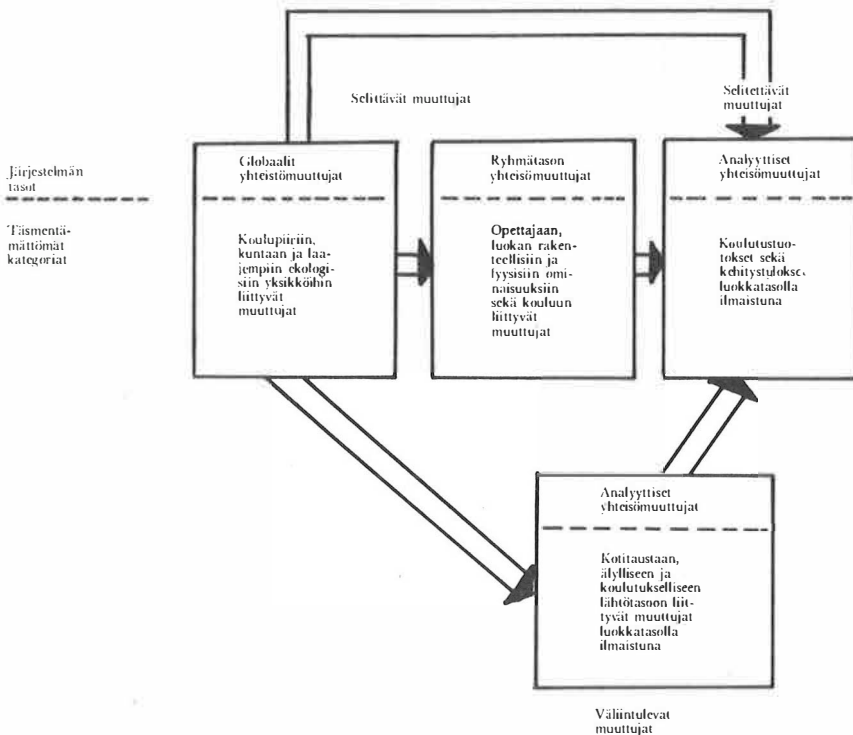 Selittävät muuttujat
Selitettävät
muuttujat
Järjestelmän
tasot
Täsmentä-
mättömät
kategoriat
Globaalit
yhteistömuuttujat
Koulupiiriin,
kuntaan ja laa-
jempiin ekologi-
siin yksikköihin
liittyvät
muuttujat
Ryhmätason
yhteisömuuttujat
Opettajaan,
luokan raken-
teellisiin ja
fyysisiin omi-
naisuuksiin
sekä kouluun
liittyvät
muuttujat
Analyyttiset
yhteisömuuttujat
Koulutustuo-
tokset sekä
kehitystulokset
luokkatasolla
ilmaistuna
Analyyttiset
yhteisömuuttujat
Kotitaustaan,
älylliseen ja
koulutukselliseen
lähtötasoon liit-
tyvät muuttujat
luokkatasolla
ilmaistuna
Väliintulevat
muuttujat